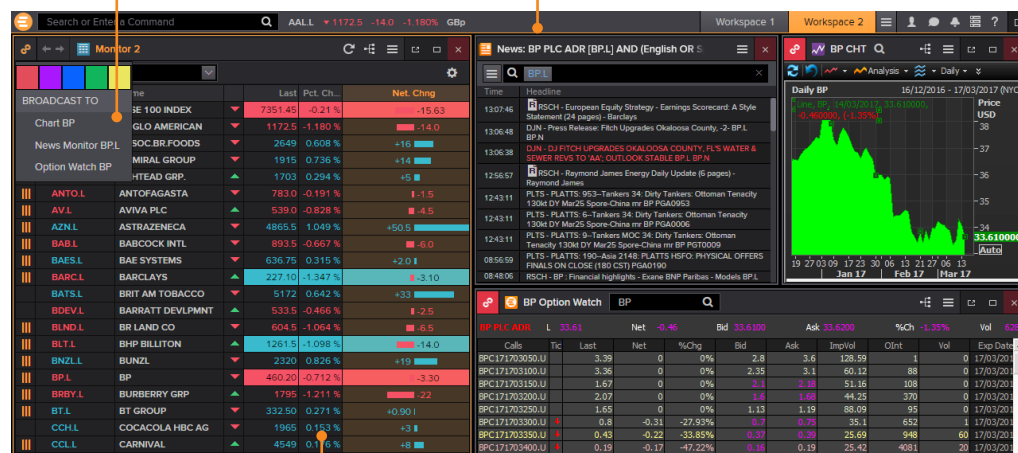 Search or Enter a Command
AAL.L 1172.5 -14.0 -1.180% GBp
Workspace 1
Workspace 2
Monitor 2
Last Pct. Ch... Net. Chng
BROADCAST TO
Chart BP
News Monitor BP.L
Option Watch BP
100 INDEX 7351.45 -0.21 % -15.63
AMERICAN 1172.5 -1.180 % -14.0
SOC.BR.FOODS 2649 0.608 % +16
GROUP 1915 0.736 % +14
GRP. 1703 0.294 % +5
ANTO.L ANTOFAGASTA 783.0 -0.191 % -1.5
AV.L AVIVA PLC 539.0 -0.828 % -4.5
AZN.L ASTRAZENECA 4865.5 1.049 % +50.5
BAB.L BABCOCK INTL 893.5 -0.667 % -6.0
BAES.L BAE SYSTEMS 636.75 0.315 % +2.0
BARC.L BARCLAYS 227.10 -1.347 % -3.10
BATS.L BRIT AM TOBACCO 5172 0.642 % +33
BDEV.L BARRATT DEVLPMNT 533.5 -0.466 % -2.5
BLND.L BR LAND CO 604.5 -1.064 % -6.5
BLT.L BHP BILLITON 1261.5 -1.098 % -14.0
BNZL.L BUNZL 2320 0.826 % +19
BP.L BP 460.20 -0.712 % -3.30
BRBY.L BURBERRY GRP 1795 -1.211 % -22
BT.L BT GROUP 332.50 0.271 % +0.90
CCH.L COCACOLA HBC AG 1965 0.153 % +3
CCL.L CARNIVAL 4549 +8
News: BP PLC ADR [BP.L] AND (English OR S
BP.L
Time Headline
13:07:46 RSCH - European Equity Strategy - Earnings Scorecard: A Style
Statement (24 pages) - Barclays
13:06:48 DJN - Press Release: Fitch Upgrades Okaloosa County, -2- BP.L
BP.N
13:06:38 DJN - DJ FITCH UPGRADES OKALOOSA COUNTY, FL'S WATER &
SEWER REVS TO 'AA'; OUTLOOK STABLE BP.L BP.N
12:56:57 RSCH - Raymond James Energy Daily Update (6 pages) -
Raymond James
12:43:11 PLTS - PLATTS: 953--Tankers 34: Dirty Tankers: Ottoman Tenacity
130kt DY Mar25 Spore-China mr BP PGA0953
12:43:11 PLTS - PLATTS: 6--Tankers 34: Dirty Tankers: Ottoman Tenacity
130kt DY Mar25 Spore-China mr BP PGA0006
12:43:11 PLTS - PLATTS: 9--Tankers MOC 34: Dirty Tankers: Ottoman
Tenacity 130kt DY Mar25 Spore-China mr BP PGT0009
08:56:59 PLTS - PLATTS: 190--Asia 2148: PLATTS HSFO: PHYSICAL OFFERS
FINALS ON CLOSE (180 CST) PGA0190
08:48:06 RSCH - BP : Financial highlights - Exane BNP Paribas - Models BP.L
BP CHT
Analysis Daily
Daily BP 16/12/2016 - 17/03/2017 (NYC)
Line, BP, 14/03/2017, 33.610000,
-0.460000, (-1.35%)
Price
USD
38
37
36
35
34
33.610000
Auto
19 27 03 09 17 23 30 06 13 21 27 06 13
Jan 17 Feb 17 Mar 17
BP Option Watch BP
BP PLC ADR L 33.61 Net -0.46 Bid 33.6100 Ask 33.6200 %Ch -1.35% Vol
Calls Tic Last Net %Chg Bid Ask ImpVol OInt Vol Exp Date
BPC171703050.U 3.39 0 0% 2.8 3.6 128.59 1 0 17/03/201
BPC171703100.U 3.36 0 0% 2.35 3.1 60.12 88 0 17/03/201
BPC171703150.U 1.67 0 0% 2.1 2.18 51.16 108 0 17/03/201
BPC171703200.U 2.07 0 0% 1.6 1.68 44.25 370 0 17/03/201
BPC171703250.U 1.65 0 0% 1.13 1.19 88.09 95 0 17/03/201
BPC171703300.U 0.8 -0.31 -27.93% 0.7 0.75 35.1 652 1 17/03/201
BPC171703350.U 0.43 -0.22 -33.85% 0.37 0.39 25.69 948 60 17/03/201
BPC171703400.U 0.19 -0.17 -47.22% 0.16 0.19 25.42 4081 20 17/03/201